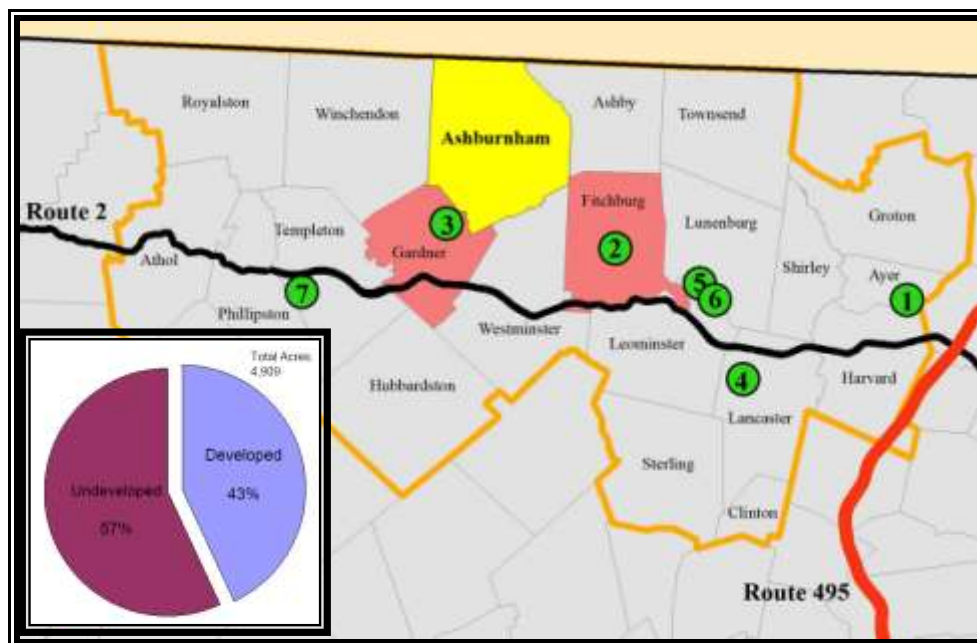 Royalston
Winchendon
Ashburnham
Ashby
Townsend
Route 2
Templeton
3
Gardner
Fitchburg
2
Lunenburg
Groton
Athol
Shirley
Ayer
7
5
6
1
Phillipston
Westminster
Leominster
Hubbardston
4
Harvard
Lancaster
Sterling
Clinton
Route 495
Total Acres
4,909
Developed
43%
Undeveloped
57%